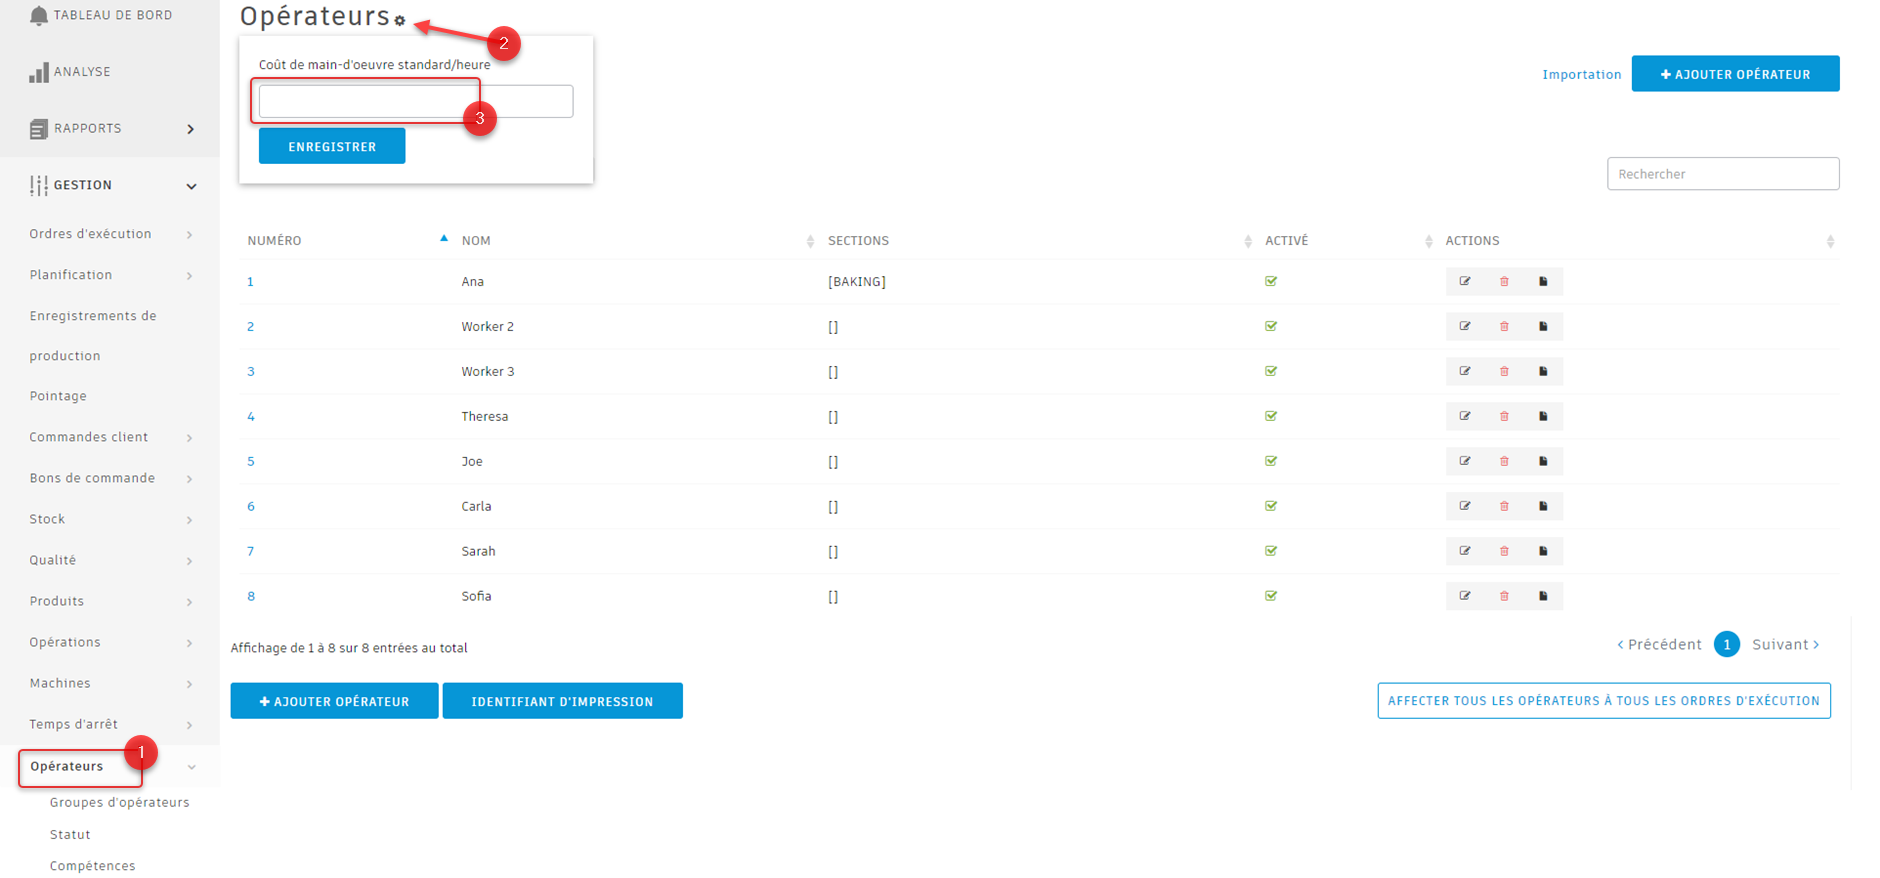 TABLEAU DE BORD
ANALYSE
RAPPORTS
GESTION
Ordres d'exécution
Planification
Enregistrements de
production
Pointage
Commandes client
Bons de commande
Stock
Qualité
Produits
Opérations
Machines
Temps d'arrêt
Opérateurs
1
Groupes d'opérateurs
Statut
Compétences
Opérateurs
2
Coût de main-d'oeuvre standard/heure
3
ENREGISTRER
Importation
AJOUTER OPÉRATEUR
Rechercher
NUMÉRO NOM SECTIONS ACTIVÉ ACTIONS
1 Ana [BAKING]
2 Worker 2 []
3 Worker 3 []
4 Theresa []
5 Joe []
6 Carla []
7 Sarah []
8 Sofia []
Affichage de 1 à 8 sur 8 entrées au total
Précédent 1 Suivant
AJOUTER OPÉRATEUR
IDENTIFIANT D'IMPRESSION
AFFECTER TOUS LES OPÉRATEURS À TOUS LES ORDRES D'EXÉCUTION